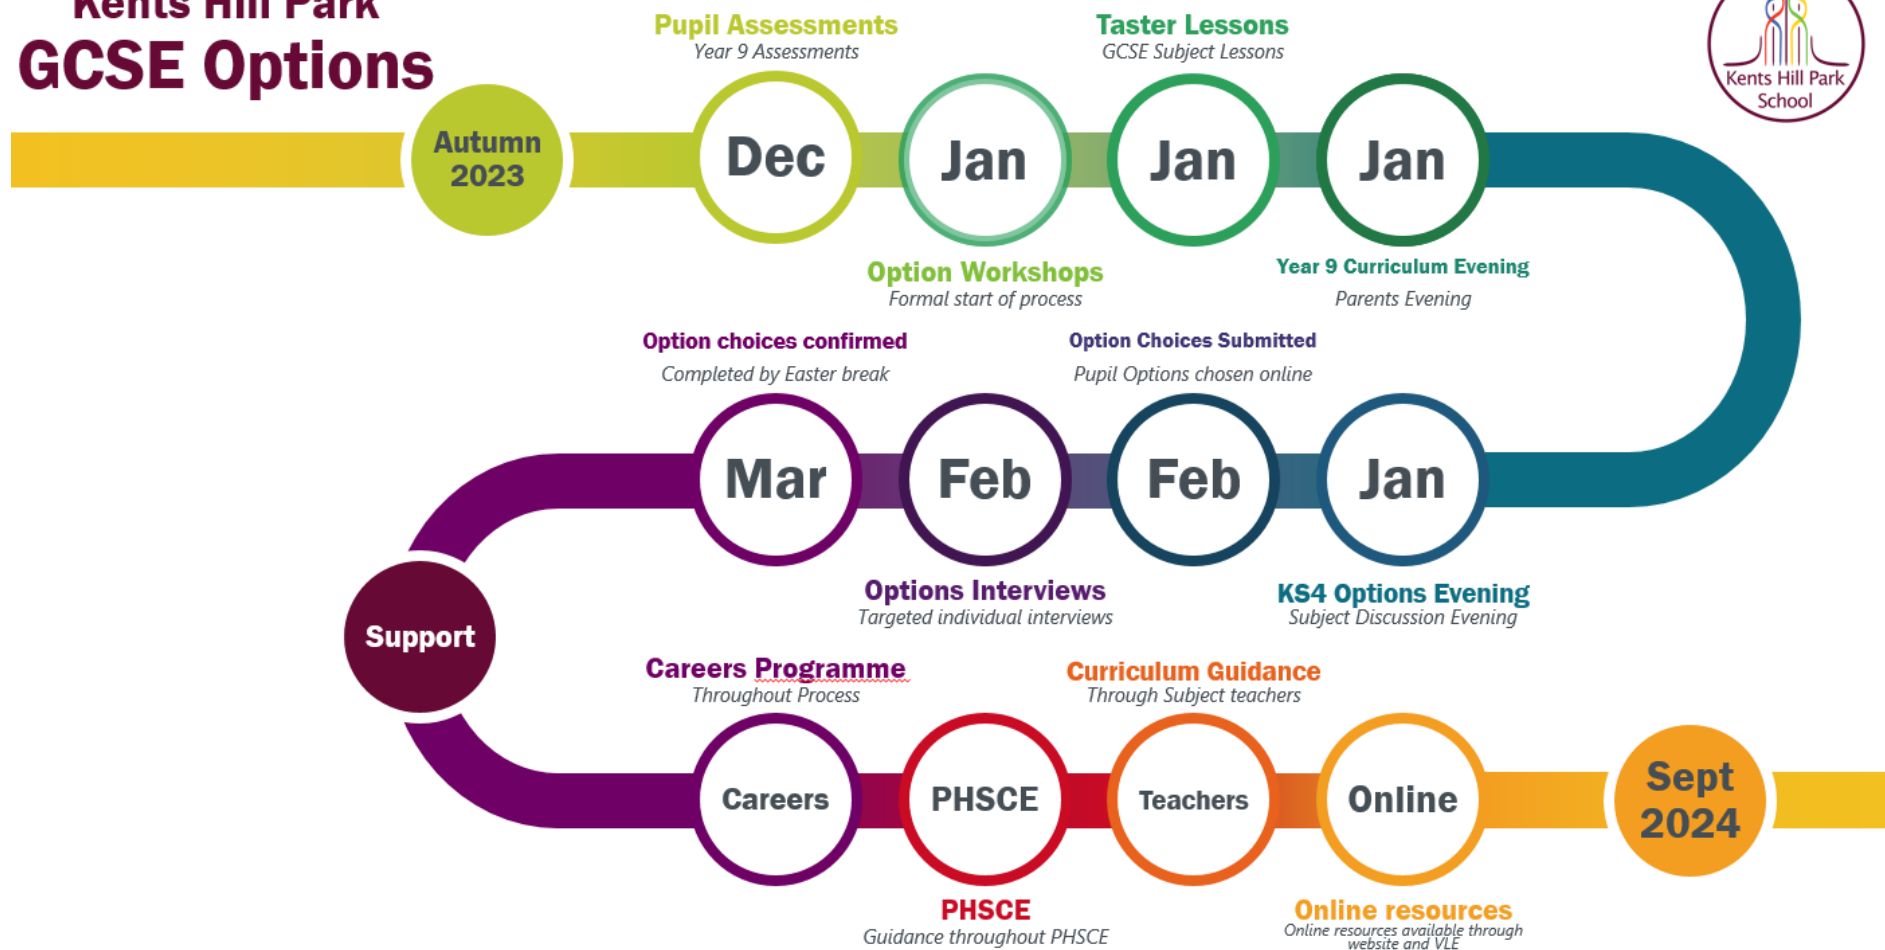 Kents Hill Park
GCSE Options
Autumn
2023
Pupil Assessments
Year 9 Assessments
Dec
Jan
Option Workshops
Formal start of process
Taster Lessons
GCSE Subject Lessons
Jan
Jan
Year 9 Curriculum Evening
Parents Evening
Kents Hill Park
School
Jan
KS4 Options Evening
Subject Discussion Evening
Option Choices Submitted
Pupil Options chosen online
Feb
Feb
Options Interviews
Targeted individual interviews
Option choices confirmed
Completed by Easter break
Mar
Support
Careers Programme
Throughout Process
Careers
PHSCE
PHSCE
Guidance throughout PHSCE
Curriculum Guidance
Through Subject teachers
Teachers
Online
Online resources
Online resources available through
website and VLE
Sept
2024